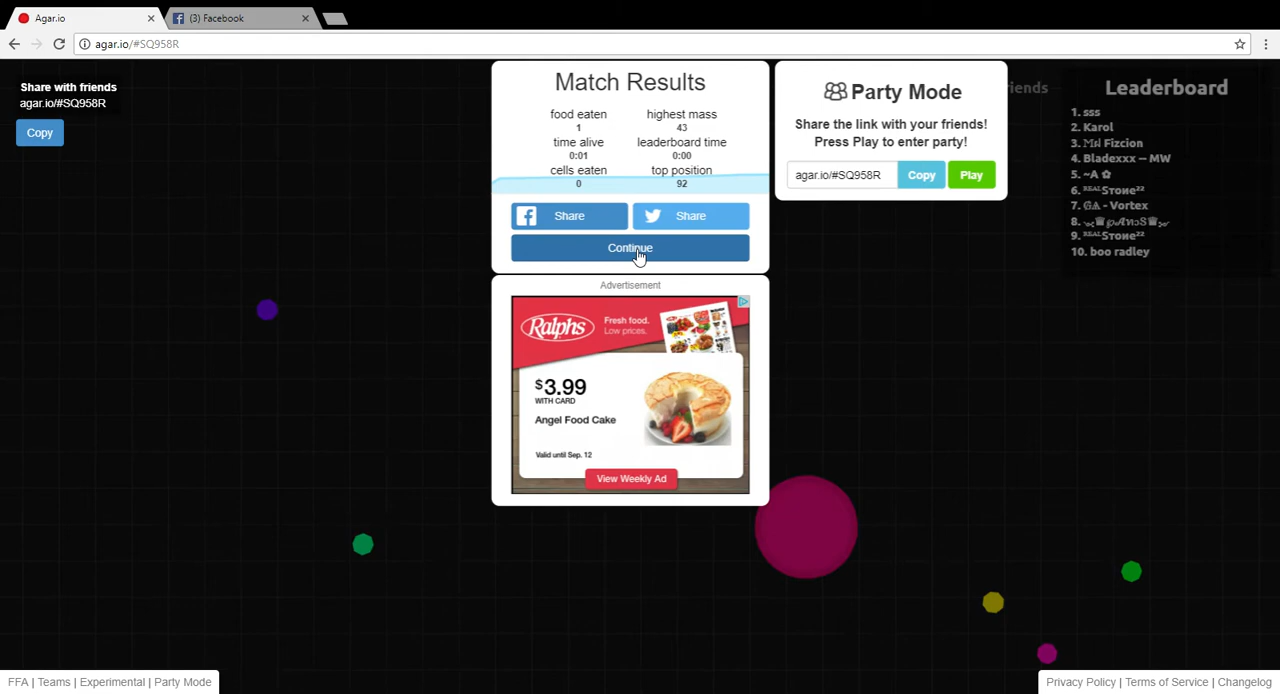 Agar.io
(3) Facebook
agar.io/#SQ958R
Share with friends
agar.io/#SQ958R
Copy
Match Results
food eaten
1
highest mass
43
time alive
0:01
leaderboard time
0:00
cells eaten
0
top position
92
Share
Share
Continue
Party Mode
Share the link with your friends!
Press Play to enter party!
agar.io/#SQ958R
Copy
Play
riends
Leaderboard
1. sss
2. Karol
3. Fizcion
4. Bladexxx -- MW
5. ~A ✿
6. ᴿᴱᴬᴸSᴛᴏɴᴇ²²
7. - Vortex
8.
9. ᴿᴱᴬᴸSᴛᴏɴᴇ²²
10. boo radley
Advertisement
Ralphs
Fresh food.
Low prices.
$3.99
WITH CARD
Angel Food Cake
Valid until Sep. 12
View Weekly Ad
FFA | Teams | Experimental | Party Mode
Privacy Policy | Terms of Service | Changelog